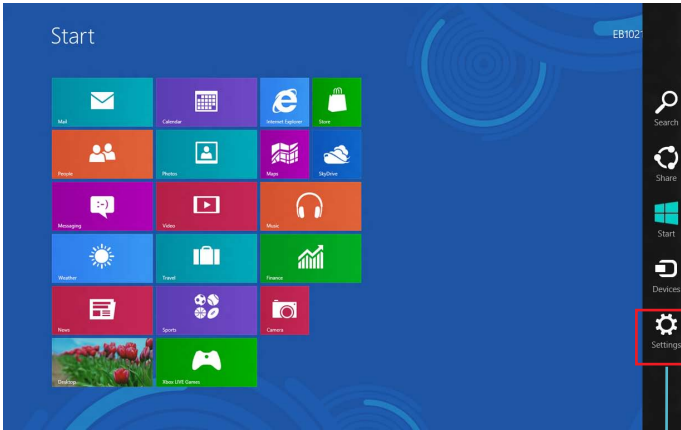 Start
EB1021
Search
Share
Start
Devices
Settings
Mail
Calendar
Internet Explorer
Store
People
Photos
Maps
SkyDrive
Messaging
:-)
Video
Music
Weather
Travel
Finance
News
Sports
Camera
Desktop
Xbox LIVE Games